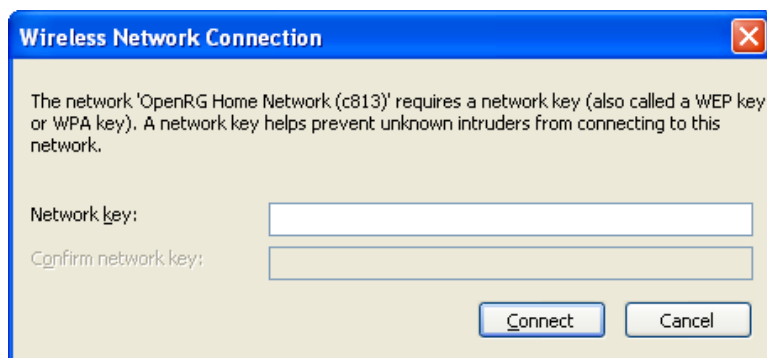 Wireless Network Connection
The network 'OpenRG Home Network (c813)' requires a network key (also called a WEP key
or WPA key). A network key helps prevent unknown intruders from connecting to this
network.
Network key:
Confirm network key:
Connect Cancel